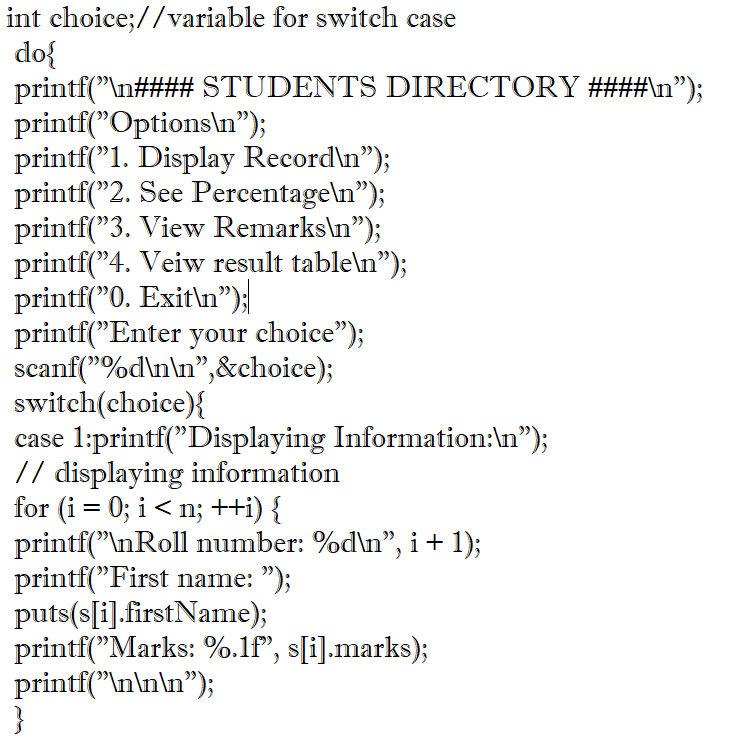 int choice;//variable for switch case
do{
printf(”\n#### STUDENTS DIRECTORY ####\n”);
printf(”Options\n”);
printf(”1. Display Record\n”);
printf(”2. See Percentage\n”);
printf(”3. View Remarks\n”);
printf(”4. Veiw result table\n”);
printf(”0. Exit\n”);
printf(”Enter your choice”);
scanf(”%d\n\n”,&choice);
switch(choice){
case 1:printf(”Displaying Information:\n”);
// displaying information
for (i = 0; i < n; ++i) {
printf(”\nRoll number: %d\n”, i + 1);
printf(”First name: ”);
puts(s[i].firstName);
printf(”Marks: %.1f”, s[i].marks);
printf(”\n\n\n”);
}